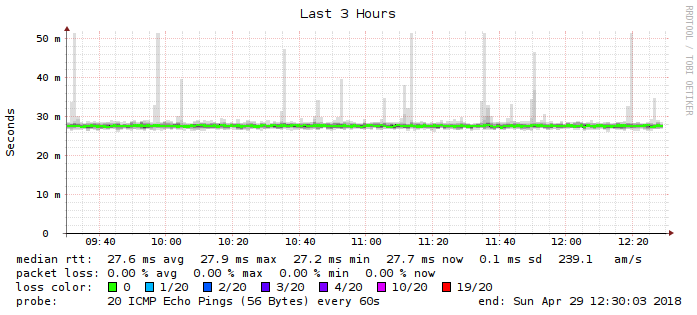 Last 3 Hours
RRDTOOL / TOBI OETIKER
Seconds
50 m
40 m
30 m
20 m
10 m
0
09:40 10:00 10:20 10:40 11:00 11:20 11:40 12:00 12:20
median rtt: 27.6 ms avg 27.9 ms max 27.2 ms min 27.7 ms now 0.1 ms sd 239.1 am/s
packet loss: 0.00 % avg 0.00 % max 0.00 % min 0.00 % now
loss color: 0 1/20 2/20 3/20 4/20 10/20 19/20
probe: 20 ICMP Echo Pings (56 Bytes) every 60s end: Sun Apr 29 12:30:03 2018